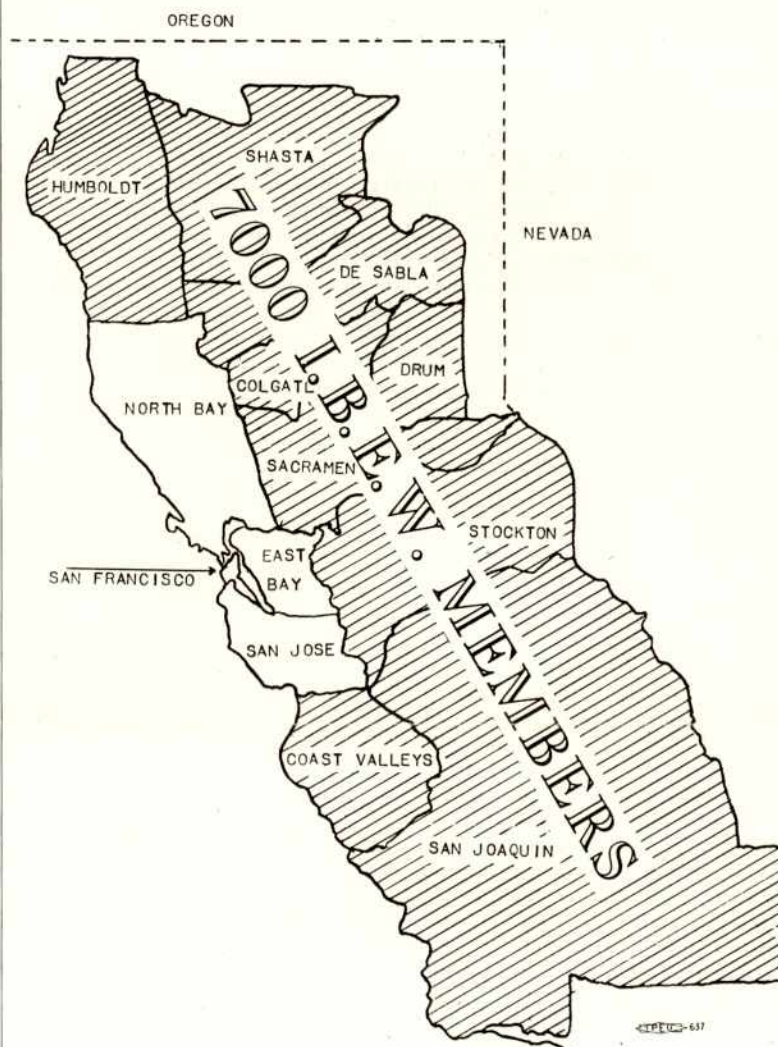 OREGON
SHASTA
HUMBOLDT
NEVADA
DE SABLA
DRUM
COLGATE
NORTH BAY
SACRAMEN
STOCKTON
EAST
BAY
SAN FRANCISCO
SAN JOSE
COAST VALLEYS
SAN JOAQUIN
7000 I.B.E.W. MEMBERS
637